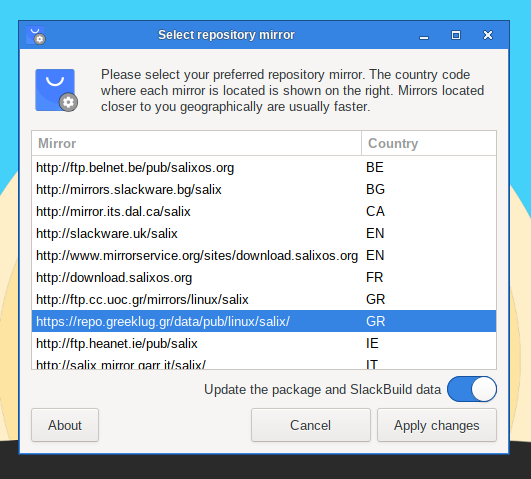 Select repository mirror
Please select your preferred repository mirror. The country code
where each mirror is located is shown on the right. Mirrors located
closer to you geographically are usually faster.
Mirror Country
http://ftp.belnet.be/pub/salixos.org BE
http://mirrors.slackware.bg/salix BG
http://mirror.its.dal.ca/salix CA
http://slackware.uk/salix EN
http://www.mirrorservice.org/sites/download.salixos.org EN
http://download.salixos.org FR
http://ftp.cc.uoc.gr/mirrors/linux/salix GR
https://repo.greeklug.gr/data/pub/linux/salix/ GR
http://ftp.heanet.ie/pub/salix IE
http://salix.mirror.garr.it/salix/ IT
Update the package and SlackBuild data
About Cancel Apply changes